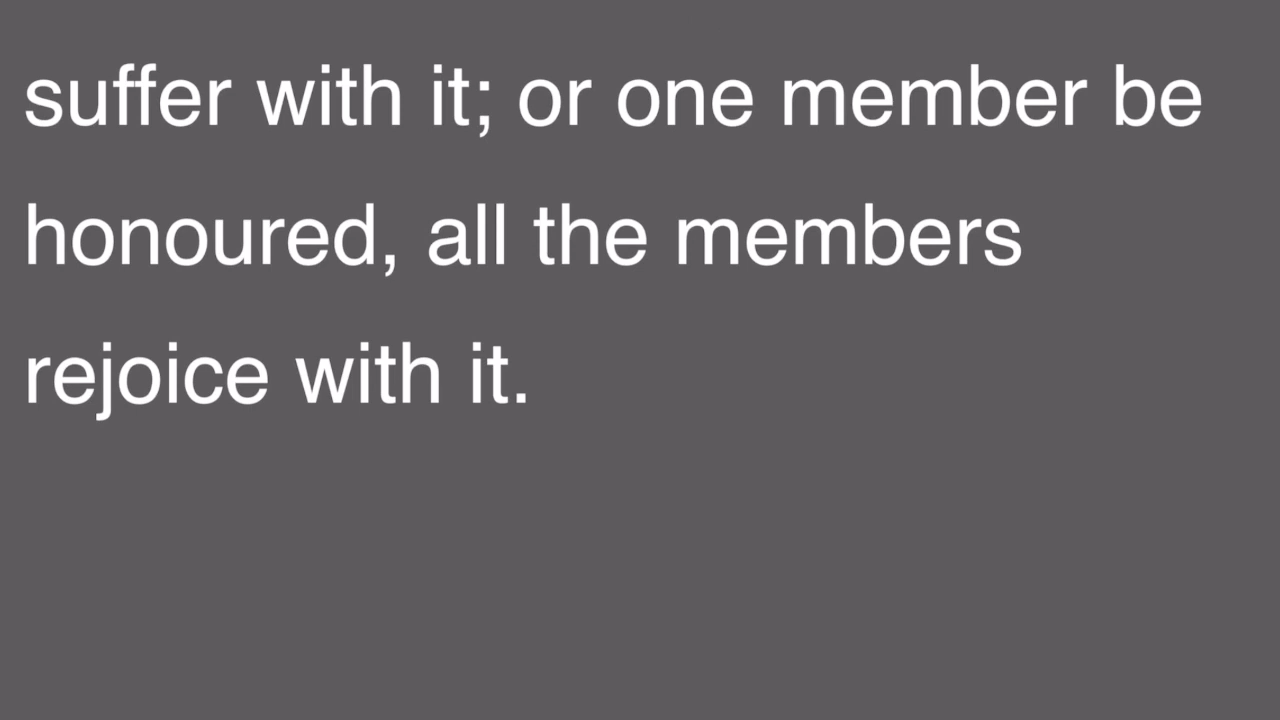 suffer with it; or one member be
honoured, all the members
rejoice with it.